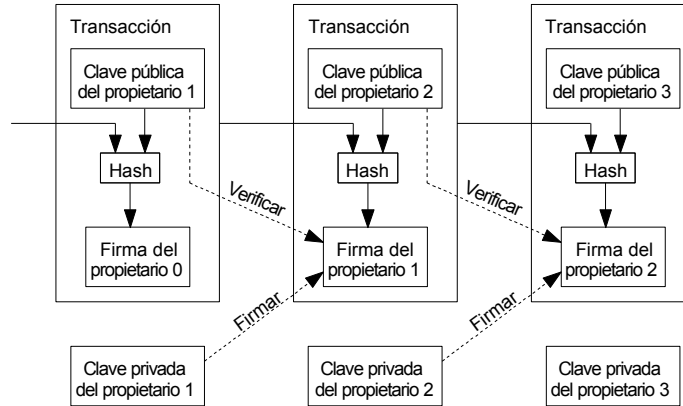 Transacción
Transacción
Transacción
Clave pública
del propietario 1
Clave pública
del propietario 2
Clave pública
del propietario 3
Hash
Hash
Hash
Verificar
Verificar
Firma del
propietario 0
Firma del
propietario 1
Firma del
propietario 2
Firmar
Firmar
Clave privada
del propietario 1
Clave privada
del propietario 2
Clave privada
del propietario 3